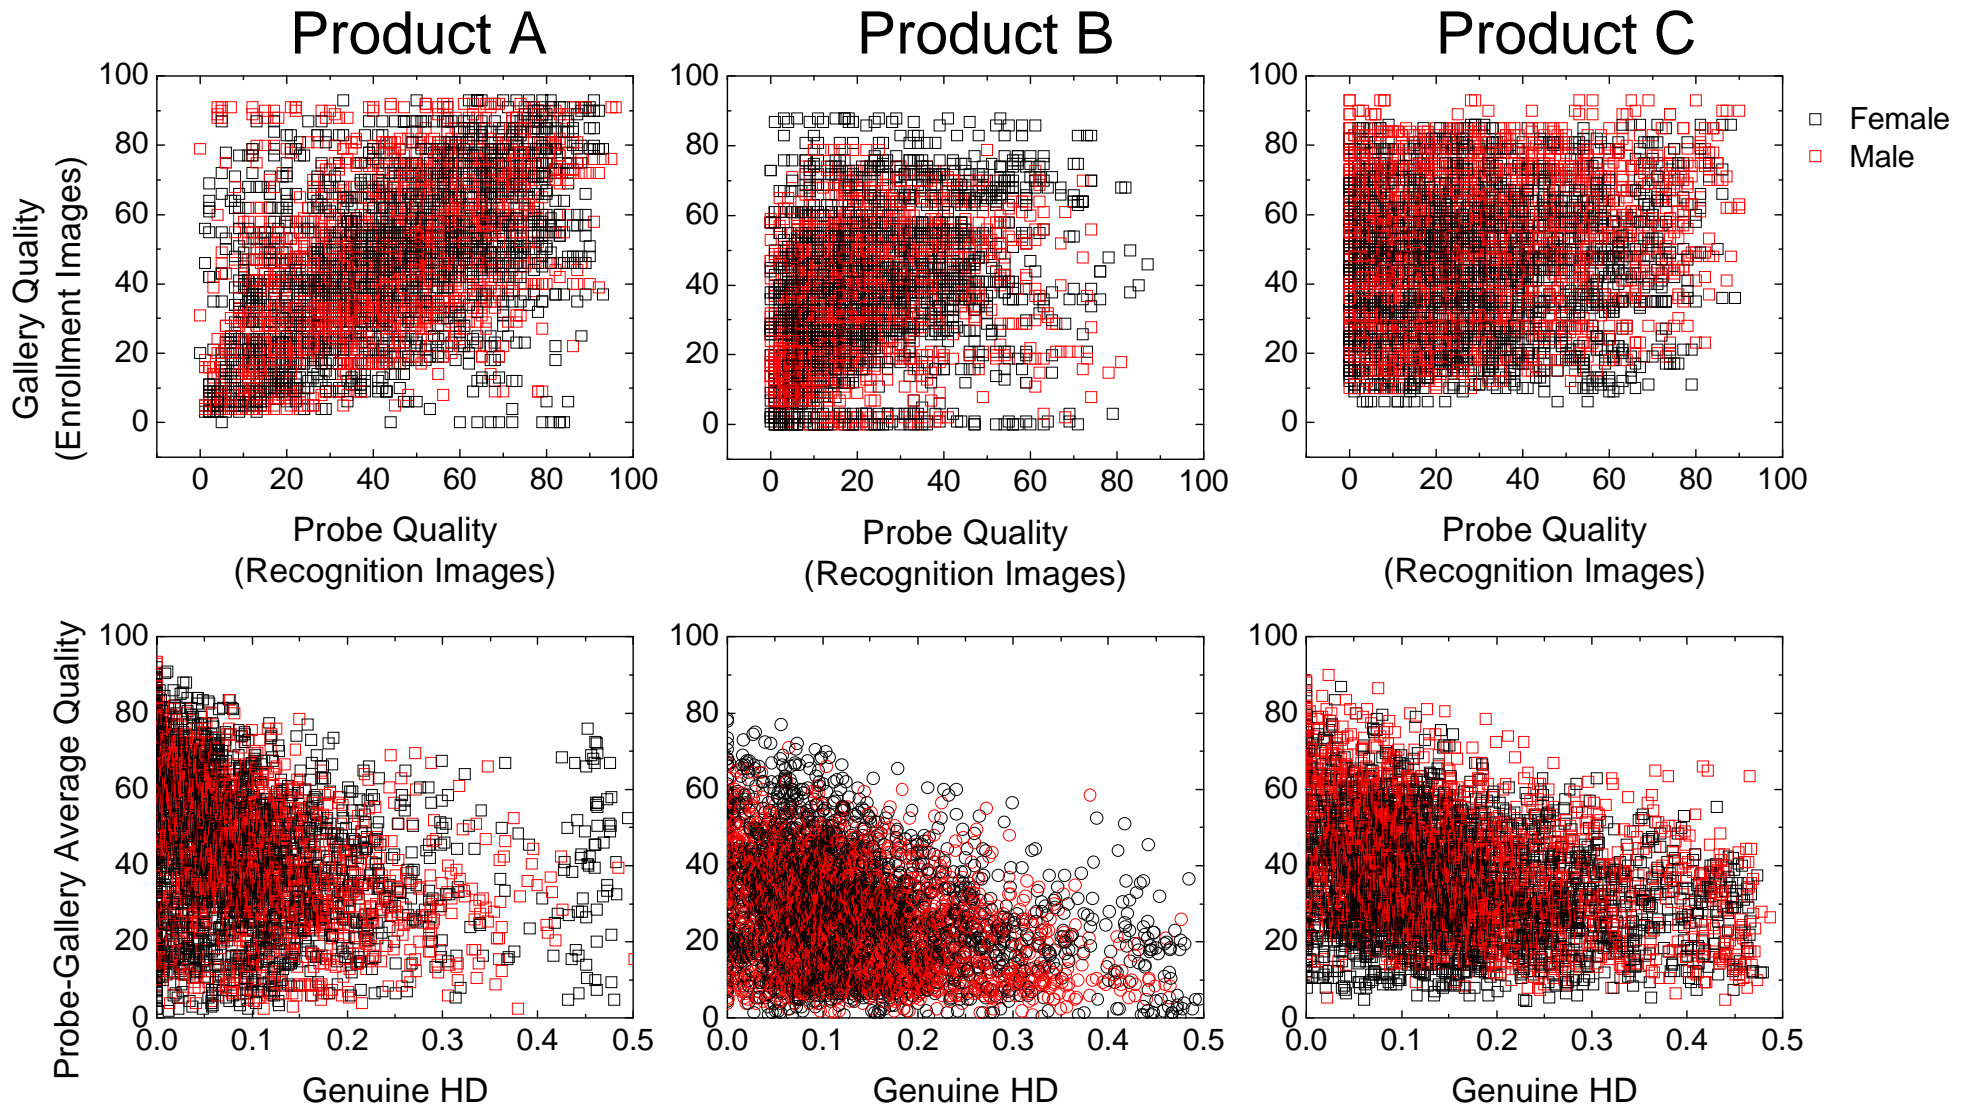 Product A
Product B
Product C
Gallery Quality
(Enrollment Images)
100
80
60
40
20
0
0 20 40 60 80 100
Probe Quality
(Recognition Images)
100
80
60
40
20
0
0 20 40 60 80 100
Probe Quality
(Recognition Images)
100
80
60
40
20
0
0 20 40 60 80 100
Probe Quality
(Recognition Images)
Female
Male
Probe-Gallery Average Quality
100
80
60
40
20
0
0.0 0.1 0.2 0.3 0.4 0.5
Genuine HD
100
80
60
40
20
0
0.0 0.1 0.2 0.3 0.4 0.5
Genuine HD
100
80
60
40
20
0
0.0 0.1 0.2 0.3 0.4 0.5
Genuine HD